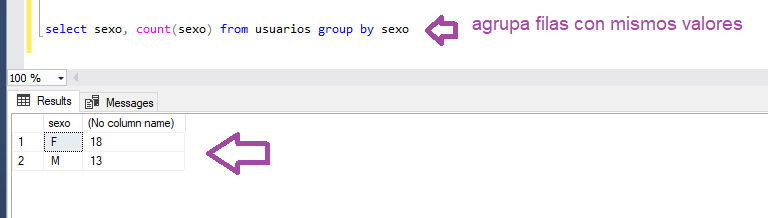 select sexo, count(sexo) from usuarios group by sexo
agrupa filas con mismos valores
100 %
Results Messages
sexo (No column name)
1 F 18
2 M 13